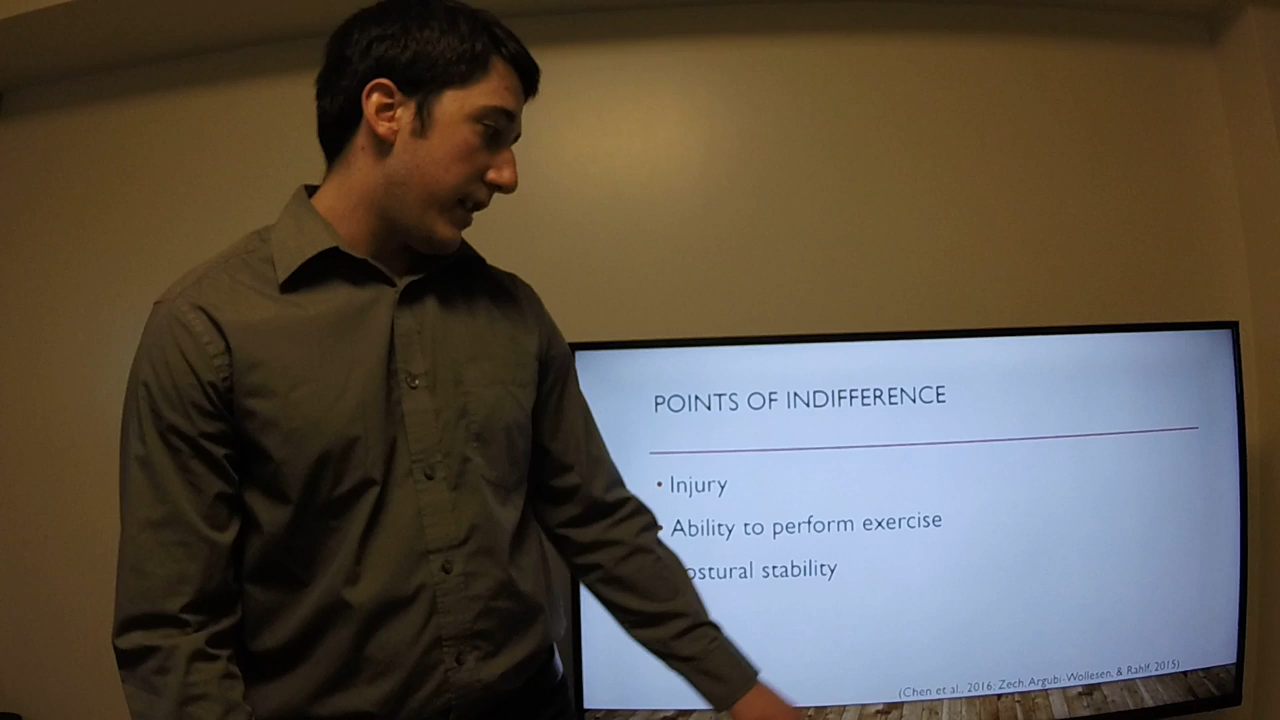 POINTS OF INDIFFERENCE
• Injury
• Ability to perform exercise
ostural stability
(Chen et al., 2016; Zech, Argubi-Wollesen, & Rahlf, 2015)